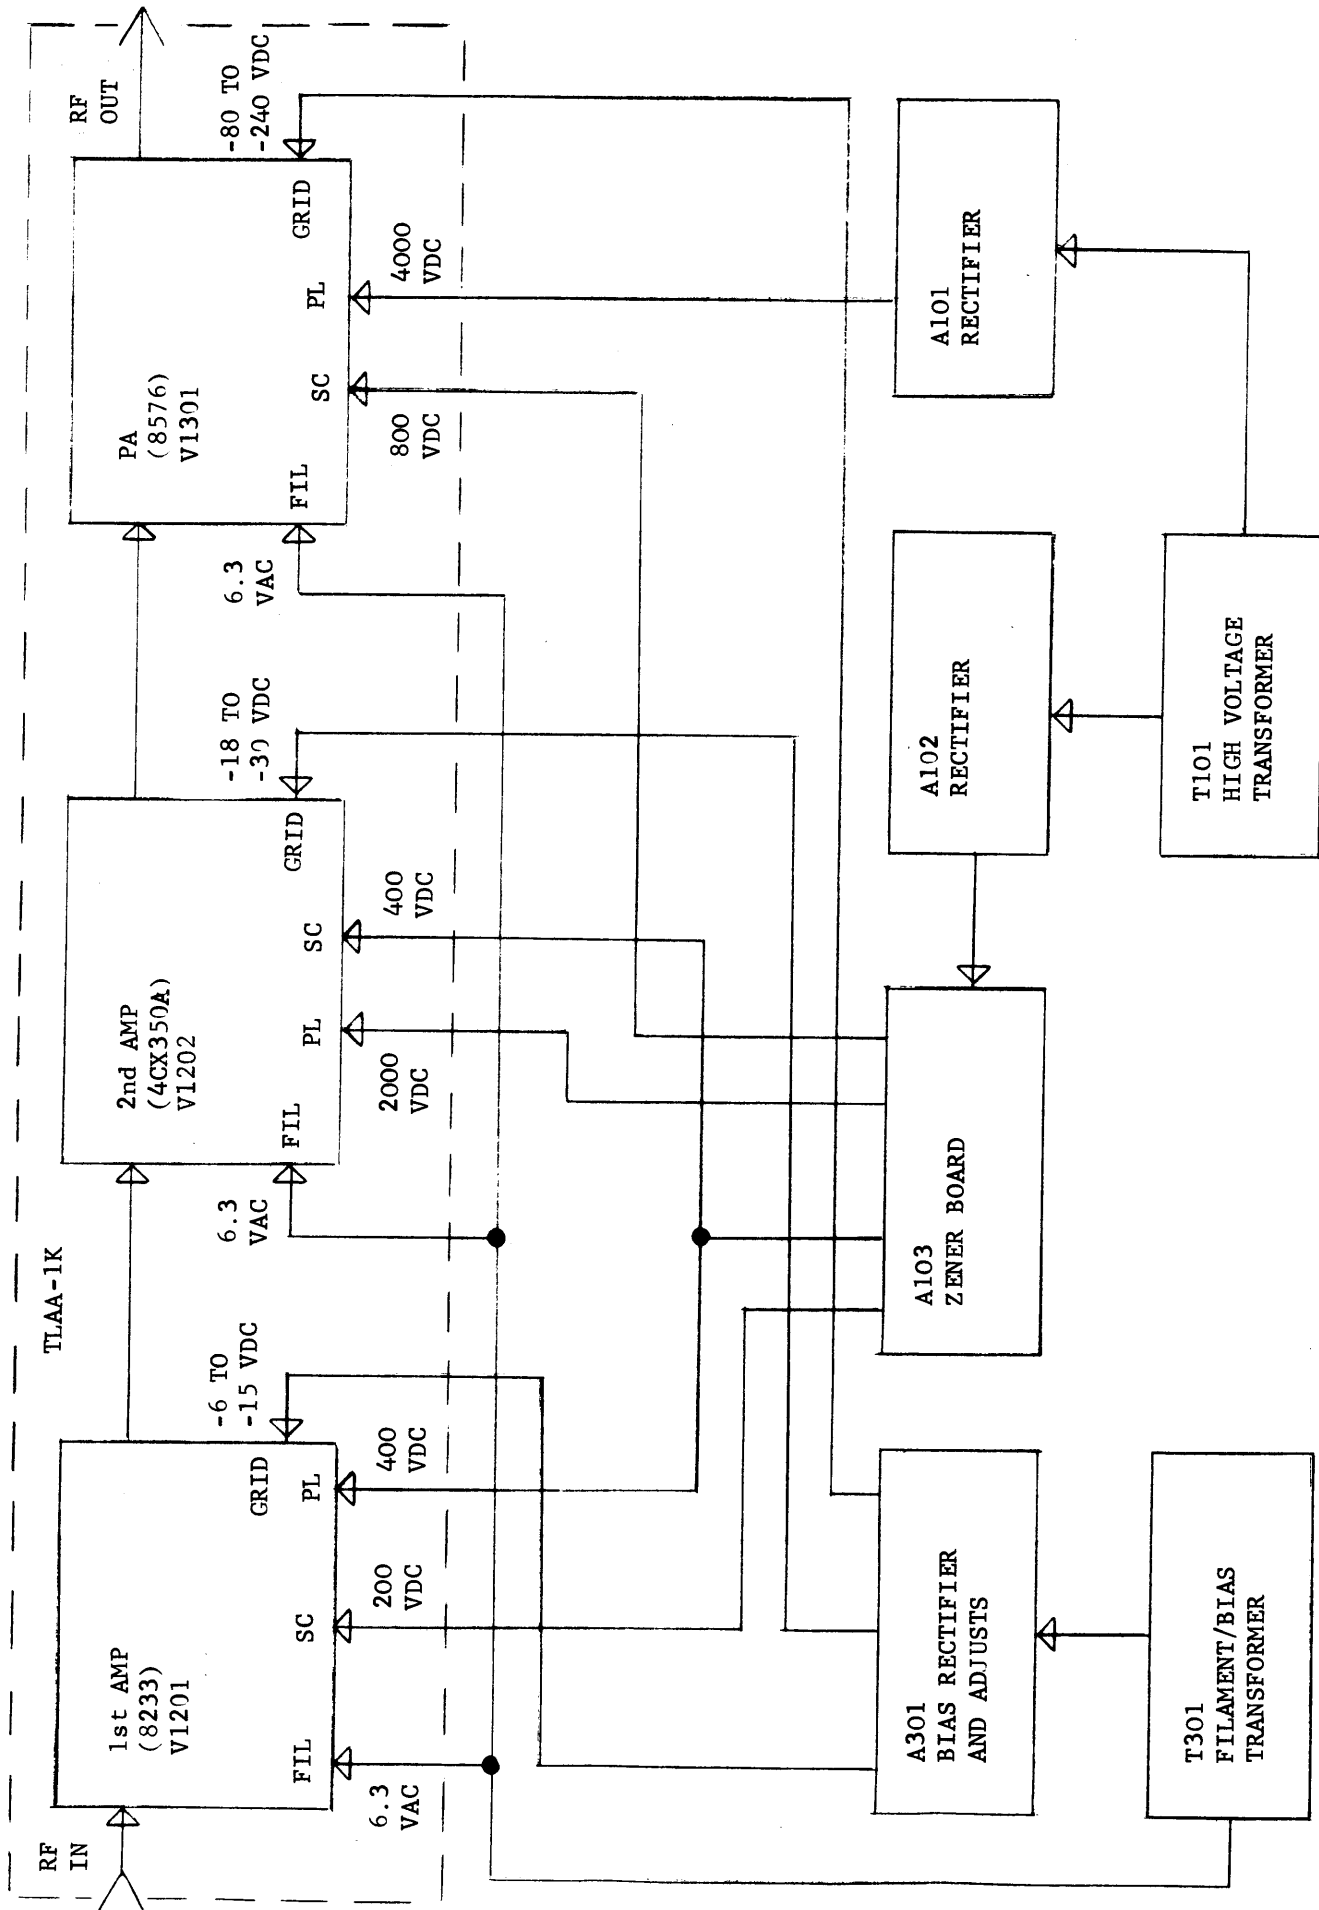 TLAA-1K
RF
IN
1st AMP
(8233)
V1201
FIL
SC
PL
GRID
6.3
VAC
200
VDC
400
VDC
-6 TO
-15 VDC
2nd AMP
(4CX350A)
V1202
FIL
PL
SC
GRID
6.3
VAC
2000
VDC
400
VDC
-18 TO
-30 VDC
PA
(8576)
V1301
FIL
SC
PL
GRID
6.3
VAC
800
VDC
4000
VDC
-80 TO
-240 VDC
RF
OUT
A301
BIAS RECTIFIER
AND ADJUSTS
A103
ZENER BOARD
A102
RECTIFIER
A101
RECTIFIER
T301
FILAMENT/BIAS
TRANSFORMER
T101
HIGH VOLTAGE
TRANSFORMER